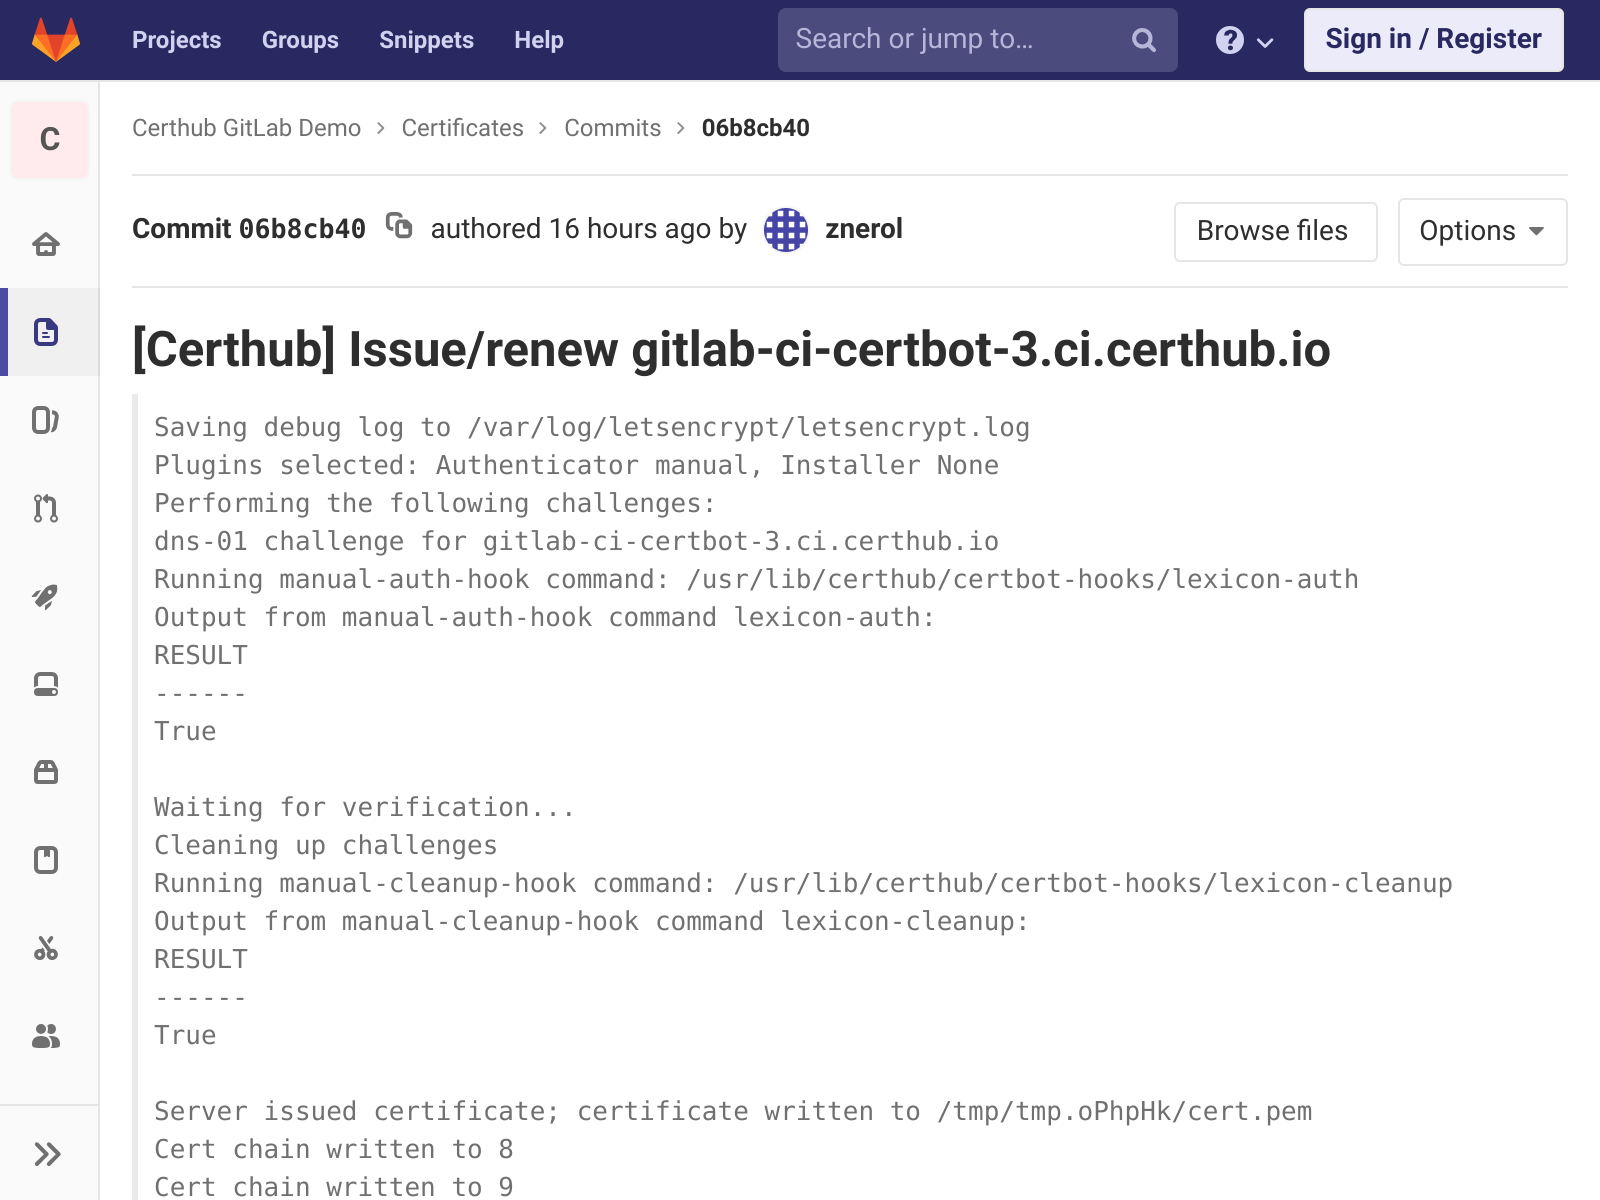 Projects Groups Snippets Help Search or jump to... Sign in / Register
C
Certhub GitLab Demo > Certificates > Commits > 06b8cb40
Commit 06b8cb40 authored 16 hours ago by znerol Browse files Options
[Certhub] Issue/renew gitlab-ci-certbot-3.ci.certhub.io
Saving debug log to /var/log/letsencrypt/letsencrypt.log
Plugins selected: Authenticator manual, Installer None
Performing the following challenges:
dns-01 challenge for gitlab-ci-certbot-3.ci.certhub.io
Running manual-auth-hook command: /usr/lib/certhub/certbot-hooks/lexicon-auth
Output from manual-auth-hook command lexicon-auth:
RESULT
------
True
Waiting for verification...
Cleaning up challenges
Running manual-cleanup-hook command: /usr/lib/certhub/certbot-hooks/lexicon-cleanup
Output from manual-cleanup-hook command lexicon-cleanup:
RESULT
------
True
Server issued certificate; certificate written to /tmp/tmp.oPhpHk/cert.pem
Cert chain written to 8
Cert chain written to 9